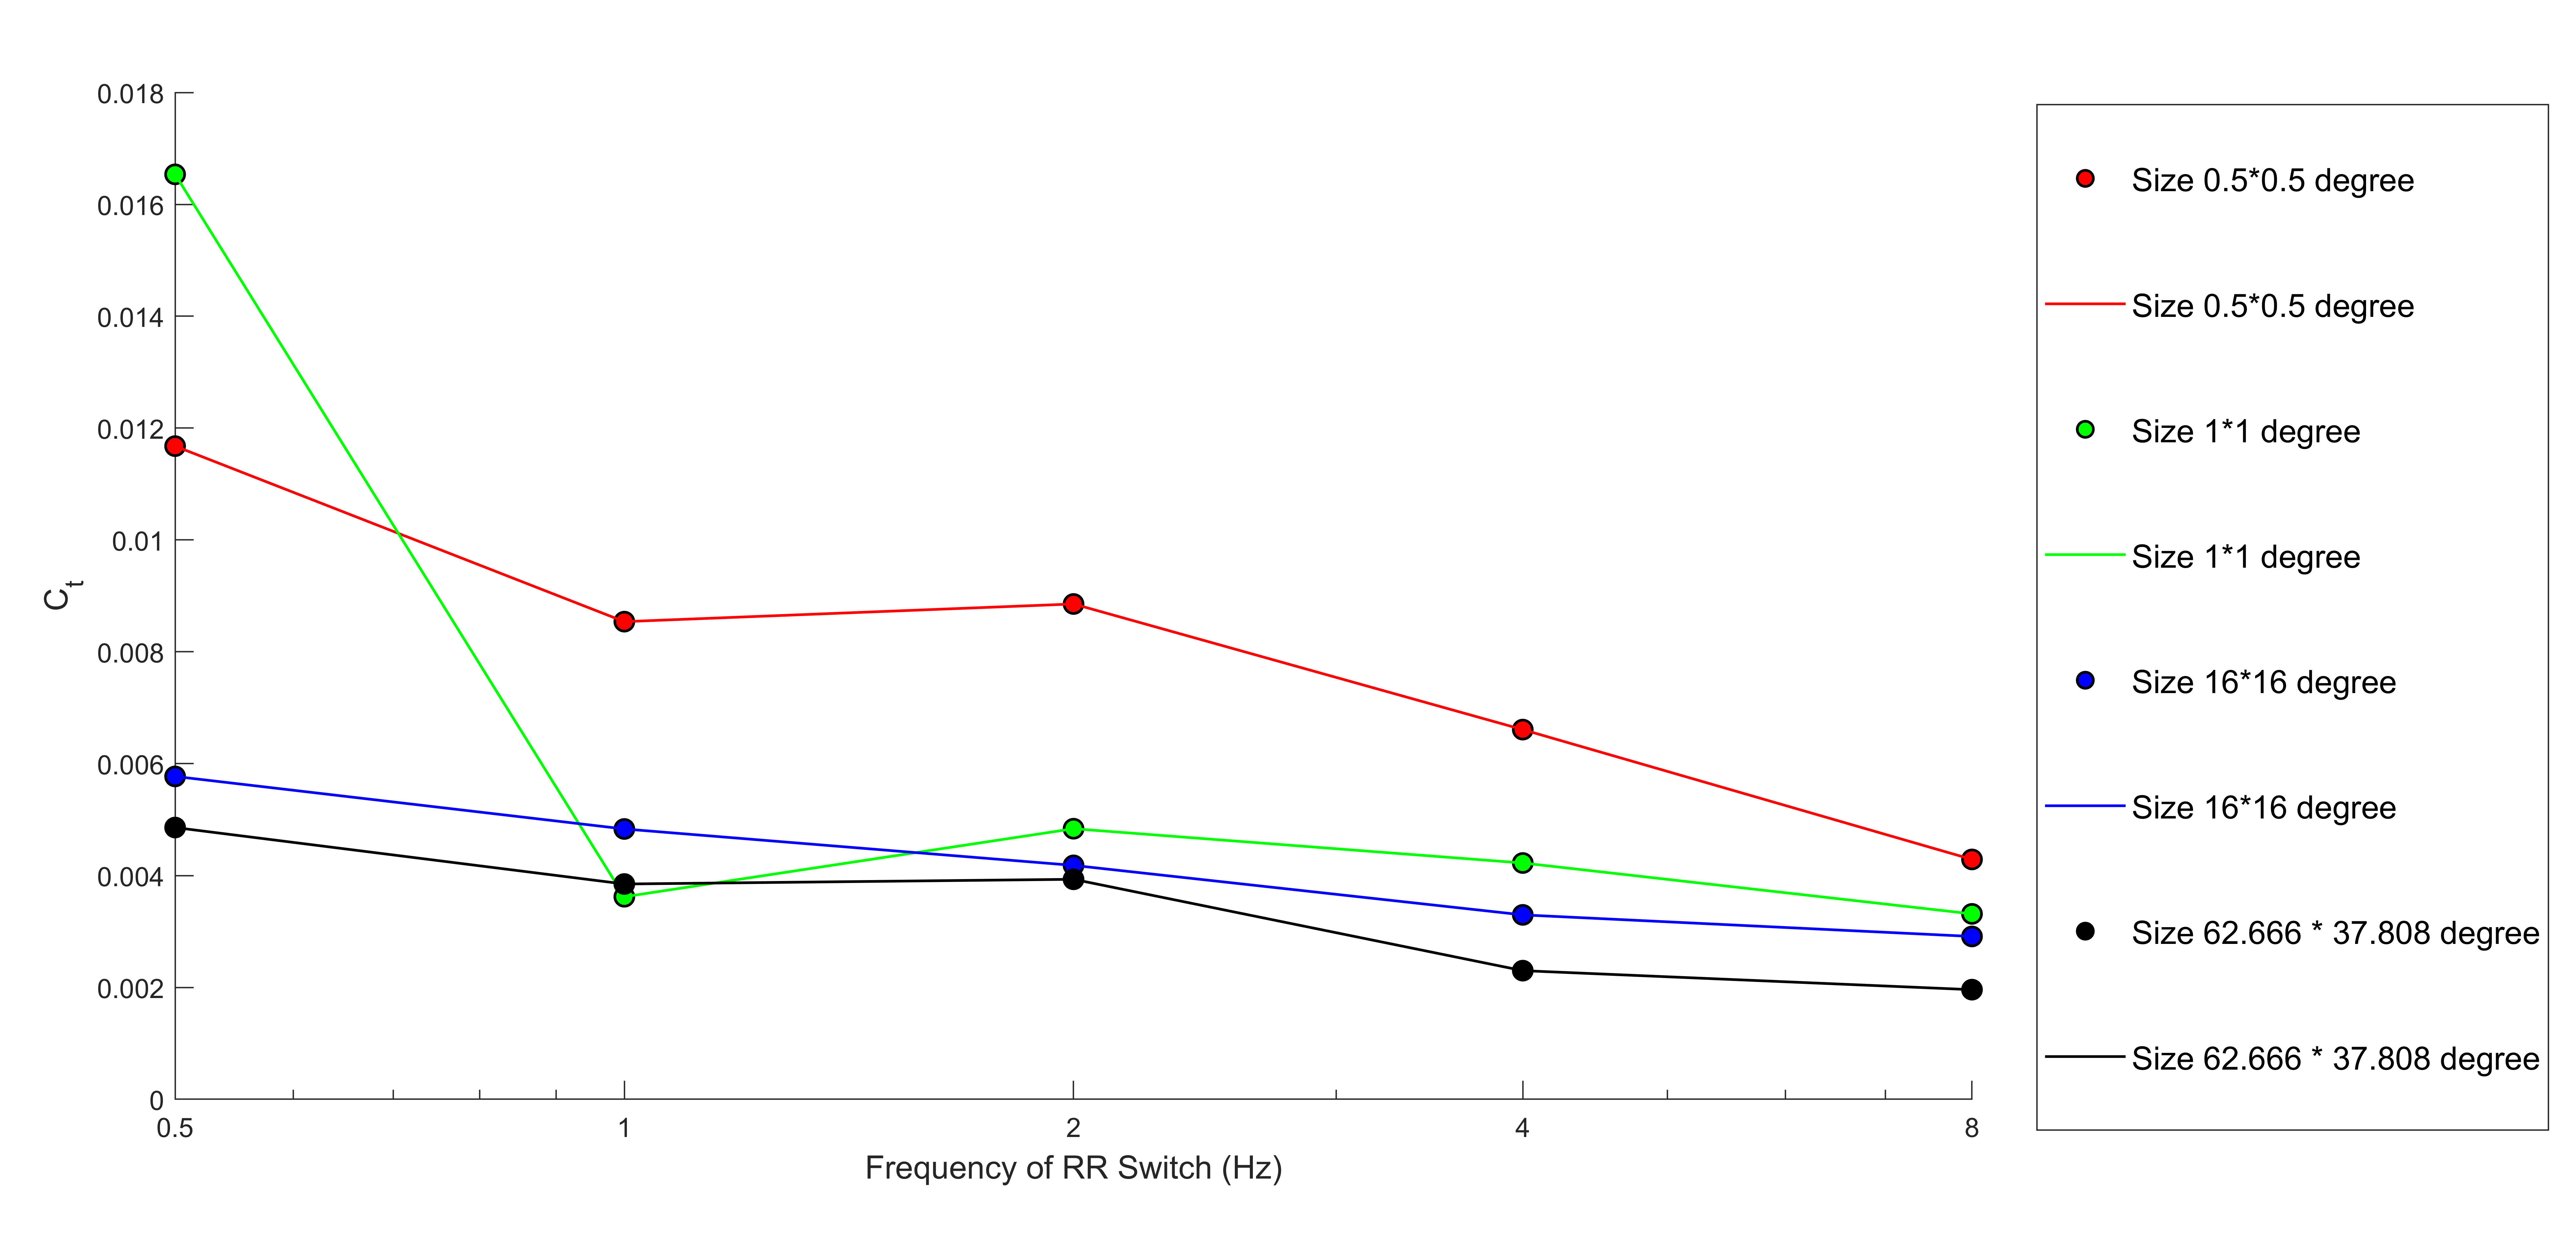 0.018
0.016
0.014
0.012
0.01
0.008
0.006
0.004
0.002
0
C_t
0.5 1 2 4 8
Frequency of RR Switch (Hz)
Size 0.5*0.5 degree
Size 0.5*0.5 degree
Size 1*1 degree
Size 1*1 degree
Size 16*16 degree
Size 16*16 degree
Size 62.666 * 37.808 degree
Size 62.666 * 37.808 degree